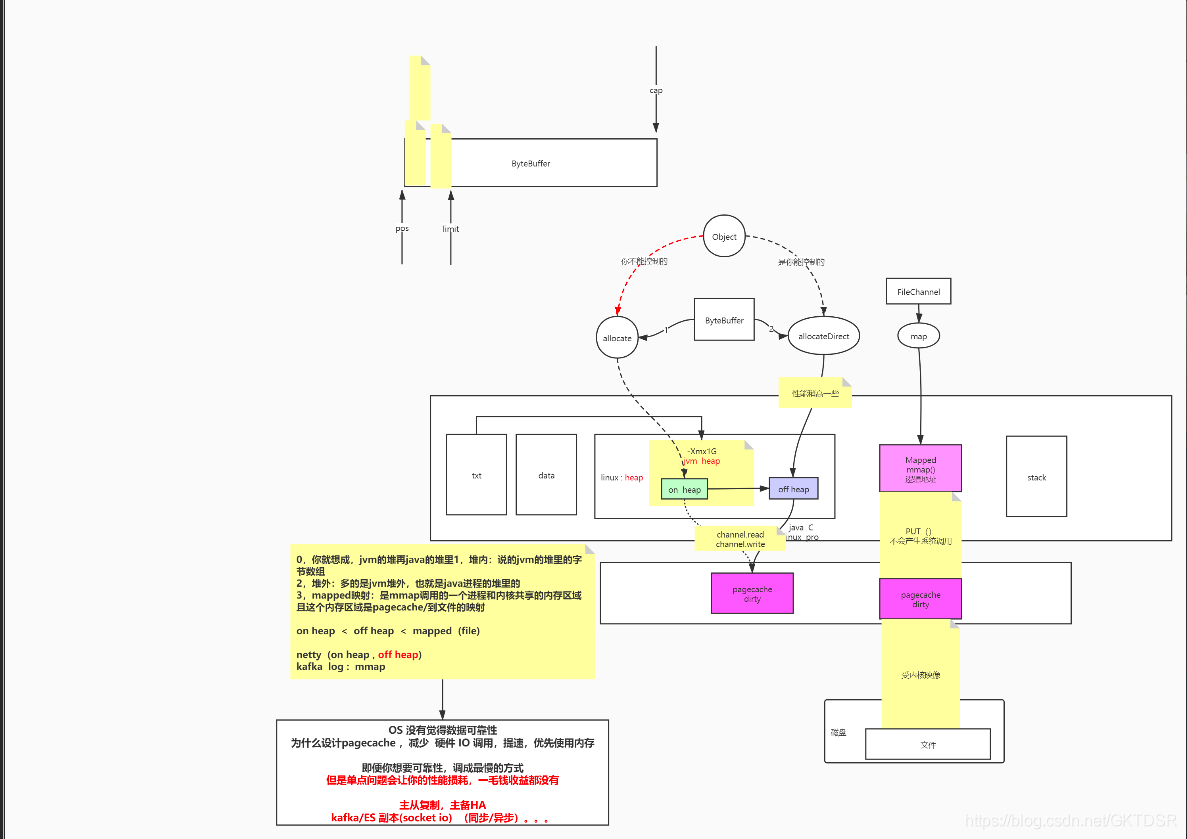 cap
ByteBuffer
pos
limit
Object
你不能控制的
是你能控制的
FileChannel
ByteBuffer
1
2
allocate
allocateDirect
map
性能稍高一些
txt
data
linux : heap
-Xmx1G
jvm heap
on heap
off heap
Mapped
mmap()
逻辑地址
stack
channel.read
channel.write
java C
linux pro
PUT（）
不会产生系统调用
0，你就想成，jvm的堆再java的堆里1，堆内：说的jvm的堆里的字
节数组
2，堆外：多的是jvm堆外，也就是java进程的堆里的
3，mapped映射：是mmap调用的一个进程和内核共享的内存区域
且这个内存区域是pagecache/到文件的映射
on heap < off heap < mapped（file）
netty（on heap , off heap）
kafka log：mmap
pagecache
dirty
pagecache
dirty
受内核映像
磁盘
文件
OS 没有觉得数据可靠性
为什么设计pagecache ，减少 硬件 IO 调用，提速，优先使用内存
即便你想要可靠性，调成最慢的方式
但是单点问题会让你的性能损耗，一毛钱收益都没有
主从复制，主备HA
kafka/ES 副本(socket io) （同步/异步）。。。
https://blog.csdn.net/GKTDSR